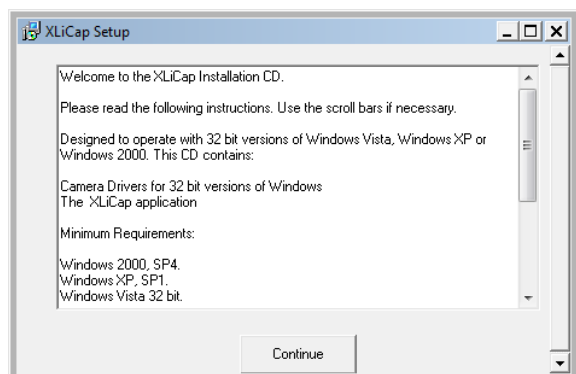 XLiCap Setup
Welcome to the XLiCap Installation CD.
Please read the following instructions. Use the scroll bars if necessary.
Designed to operate with 32 bit versions of Windows Vista, Windows XP or
Windows 2000. This CD contains:
Camera Drivers for 32 bit versions of Windows
The  XLiCap application
Minimum Requirements:
Windows 2000, SP4.
Windows XP, SP1.
Windows Vista 32 bit.
Continue